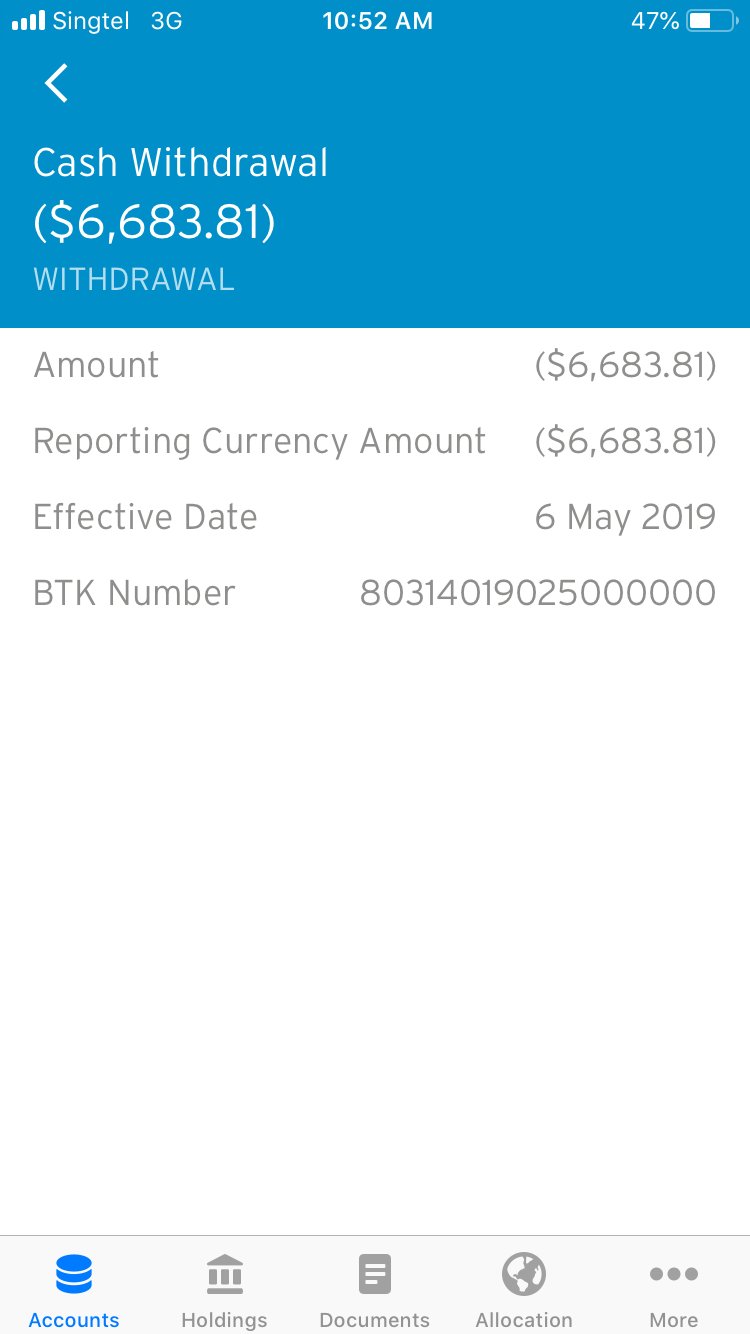 Singtel 3G 10:52 AM 47%
Cash Withdrawal
($6,683.81)
WITHDRAWAL
Amount ($6,683.81)
Reporting Currency Amount ($6,683.81)
Effective Date 6 May 2019
BTK Number 80314019025000000
Accounts Holdings Documents Allocation More